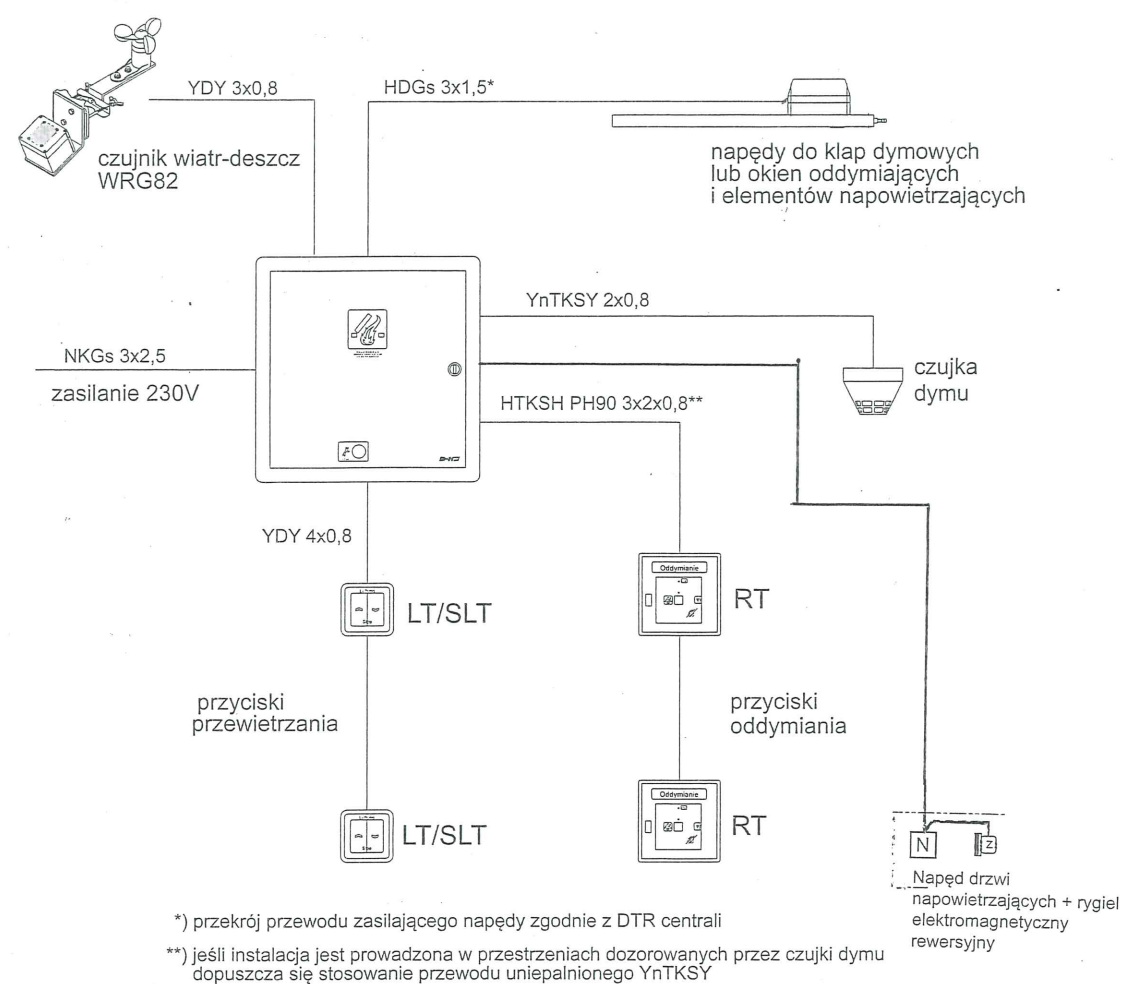 YDY 3x0,8
HDGs 3x1,5*
czujnik wiatr-deszcz
WRG82
napędy do klap dymowych
lub okien oddymiających
i elementów napowietrzających
YnTKSY 2x0,8
NKGs 3x2,5
zasilanie 230V
czujka
dymu
HTKSH PH90 3x2x0,8**
YDY 4x0,8
LT/SLT
Oddymianie
RT
przyciski
przewietrzania
przyciski
oddymiania
LT/SLT
Oddymianie
RT
N
Z
Napęd drzwi
napowietrzających + rygiel
elektromagnetyczny
rewersyjny
*) przekrój przewodu zasilającego napędy zgodnie z DTR centrali
**) jeśli instalacja jest prowadzona w przestrzeniach dozorowanych przez czujki dymu
dopuszcza się stosowanie przewodu uniepalnionego YnTKSY